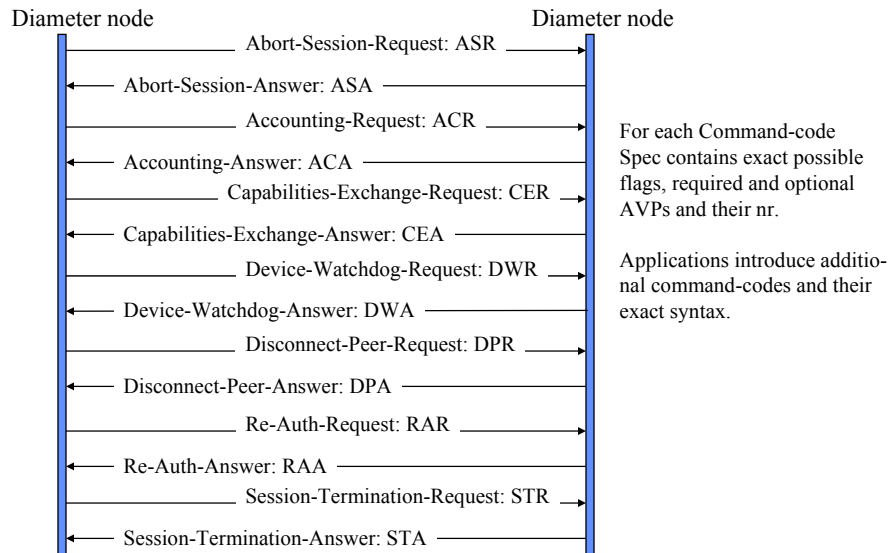 Diameter node
Diameter node
Abort-Session-Request: ASR
Abort-Session-Answer: ASA
Accounting-Request: ACR
Accounting-Answer: ACA
Capabilities-Exchange-Request: CER
Capabilities-Exchange-Answer: CEA
Device-Watchdog-Request: DWR
Device-Watchdog-Answer: DWA
Disconnect-Peer-Request: DPR
Disconnect-Peer-Answer: DPA
Re-Auth-Request: RAR
Re-Auth-Answer: RAA
Session-Termination-Request: STR
Session-Termination-Answer: STA
For each Command-code
Spec contains exact possible
flags, required and optional
AVPs and their nr.
Applications introduce additio-
nal command-codes and their
exact syntax.